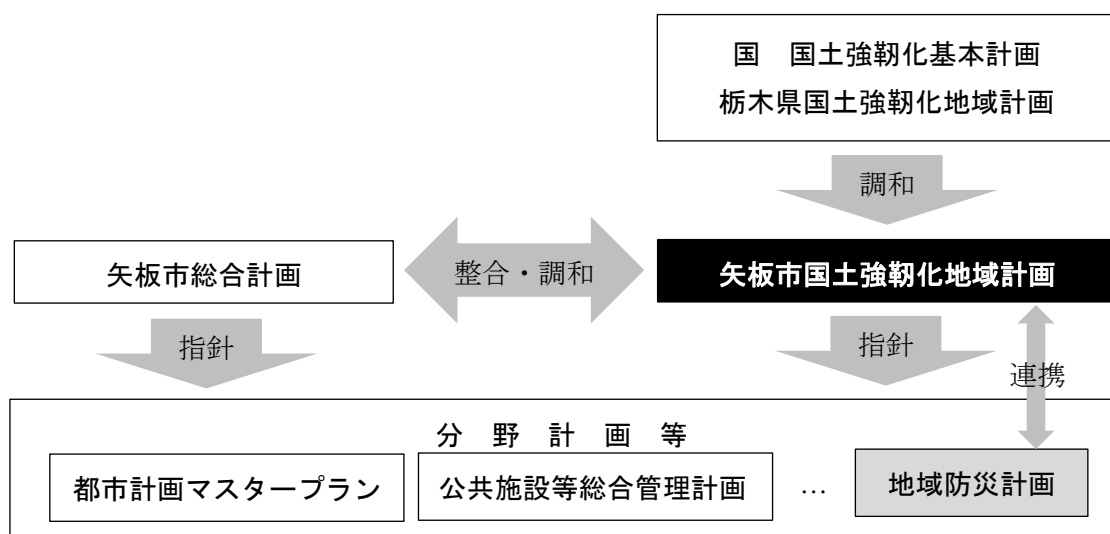 国　国土強靭化基本計画
栃木県国土強靭化地域計画
調和
矢板市総合計画
整合・調和
矢板市国土強靭化地域計画
指針
指針
連携
分　野　計　画　等
都市計画マスタープラン
公共施設等総合管理計画
…
地域防災計画